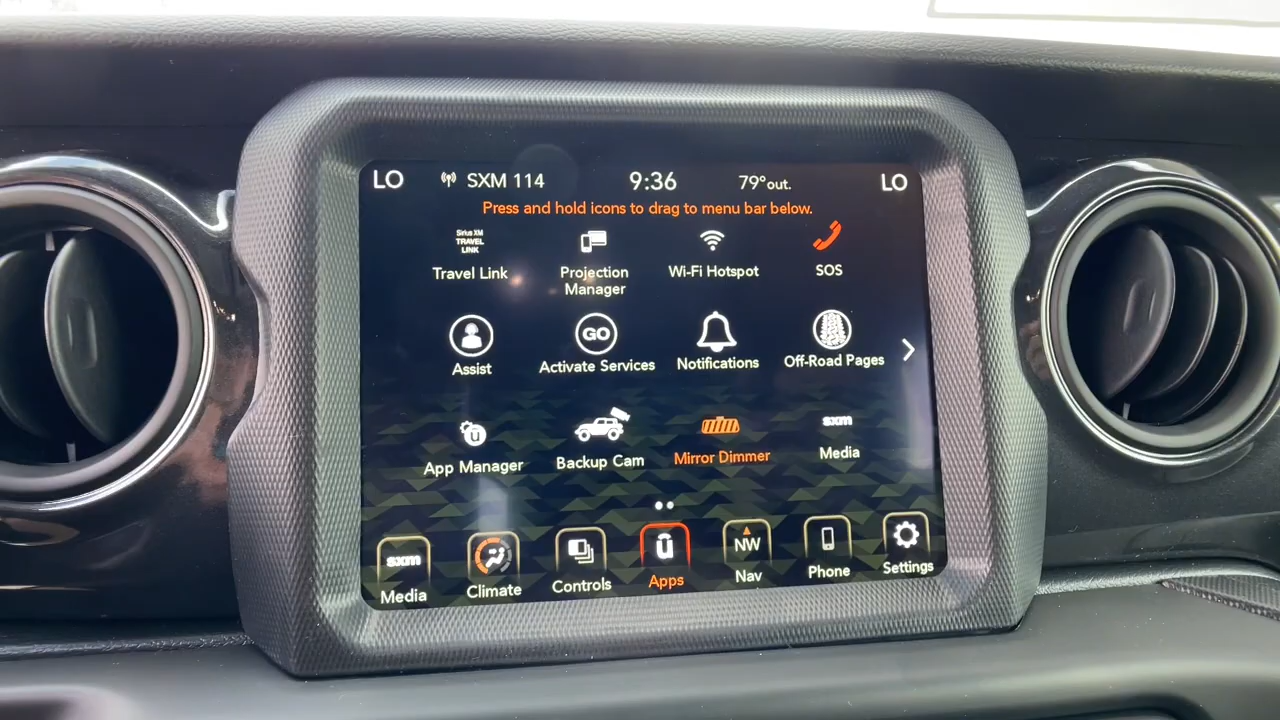 LO SXM 114 9:36 79°out. LO
Press and hold icons to drag to menu bar below.
Sirius XM
TRAVEL
LINK
Travel Link
Projection
Manager
Wi-Fi Hotspot
SOS
Assist
GO
Activate Services
Notifications
Off-Road Pages
u
App Manager
Backup Cam
Mirror Dimmer
sxm
Media
sxm
Media
Climate
Controls
u
Apps
NW
Nav
Phone
Settings